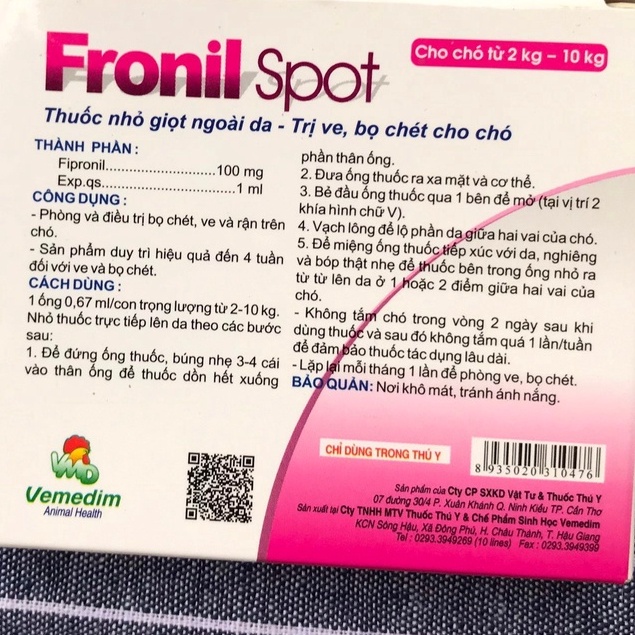 Fronil Spot
Cho chó từ 2 kg – 10 kg
Thuốc nhỏ giọt ngoài da - Trị ve, bọ chét cho chó
THÀNH PHẦN :
Fipronil............................100 mg
Exp.qs.................................1 ml
CÔNG DỤNG :
- Phòng và điều trị bọ chét, ve và rận trên
chó.
- Sản phẩm duy trì hiệu quả đến 4 tuần
đối với ve và bọ chét.
CÁCH DÙNG :
1 ống 0,67 ml/con trọng lượng từ 2-10 kg.
Nhỏ thuốc trực tiếp lên da theo các bước
sau:
1. Để đứng ống thuốc, búng nhẹ 3-4 cái
vào thân ống để thuốc dồn hết xuống
phần thân ống.
2. Đưa ống thuốc ra xa mặt và cơ thể.
3. Bẻ đầu ống thuốc qua 1 bên để mở (tại vị trí 2
khía hình chữ V).
4. Vạch lông để lộ phần da giữa hai vai của chó.
5. Để miệng ống thuốc tiếp xúc với da, nghiêng
và bóp thật nhẹ để thuốc bên trong ống nhỏ ra
từ từ lên da ở 1 hoặc 2 điểm giữa hai vai của
chó.
- Không tắm chó trong vòng 2 ngày sau khi
dùng thuốc và sau đó không tắm quá 1 lần/tuần
để đảm bảo thuốc tác dụng lâu dài.
- Lặp lại mỗi tháng 1 lần để phòng ve, bọ chét.
BẢO QUẢN: Nơi khô mát, tránh ánh nắng.
CHỈ DÙNG TRONG THÚ Y
8 935020 310476
VMD
Vemedim
Animal Health
Sản phẩm của Cty CP SXKD Vật Tư & Thuốc Thú Y
07 đường 30/4 P. Xuân Khánh Q. Ninh Kiều TP. Cần Thơ
Sản xuất tại Cty TNHH MTV Thuốc Thú Y & Chế Phẩm Sinh Học Vemedim
KCN Sông Hậu, Xã Đông Phú, H. Châu Thành, T. Hậu Giang
Tel : 0293.3949269 (10 lines) Fax : 0293.3949399